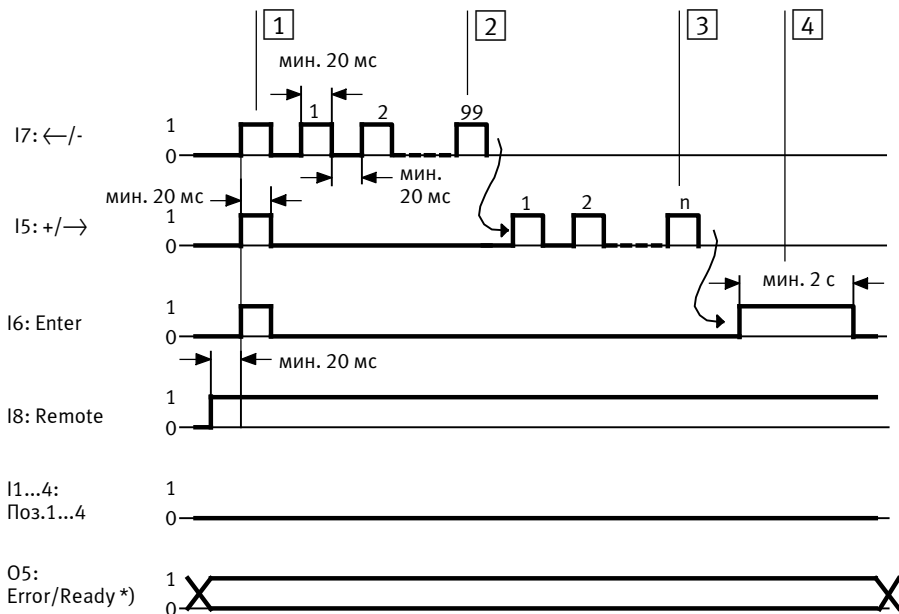 1
2
3
4
мин. 20 мс
I7: ←/-
1
0
1
2
99
мин. 20 мс
мин.
20 мс
I5: +/→
1
0
1
2
n
мин. 2 с
I6: Enter
1
0
мин. 20 мс
I8: Remote
1
0
I1...4:
Поз.1...4
1
0
O5:
Error/Ready *)
1
0